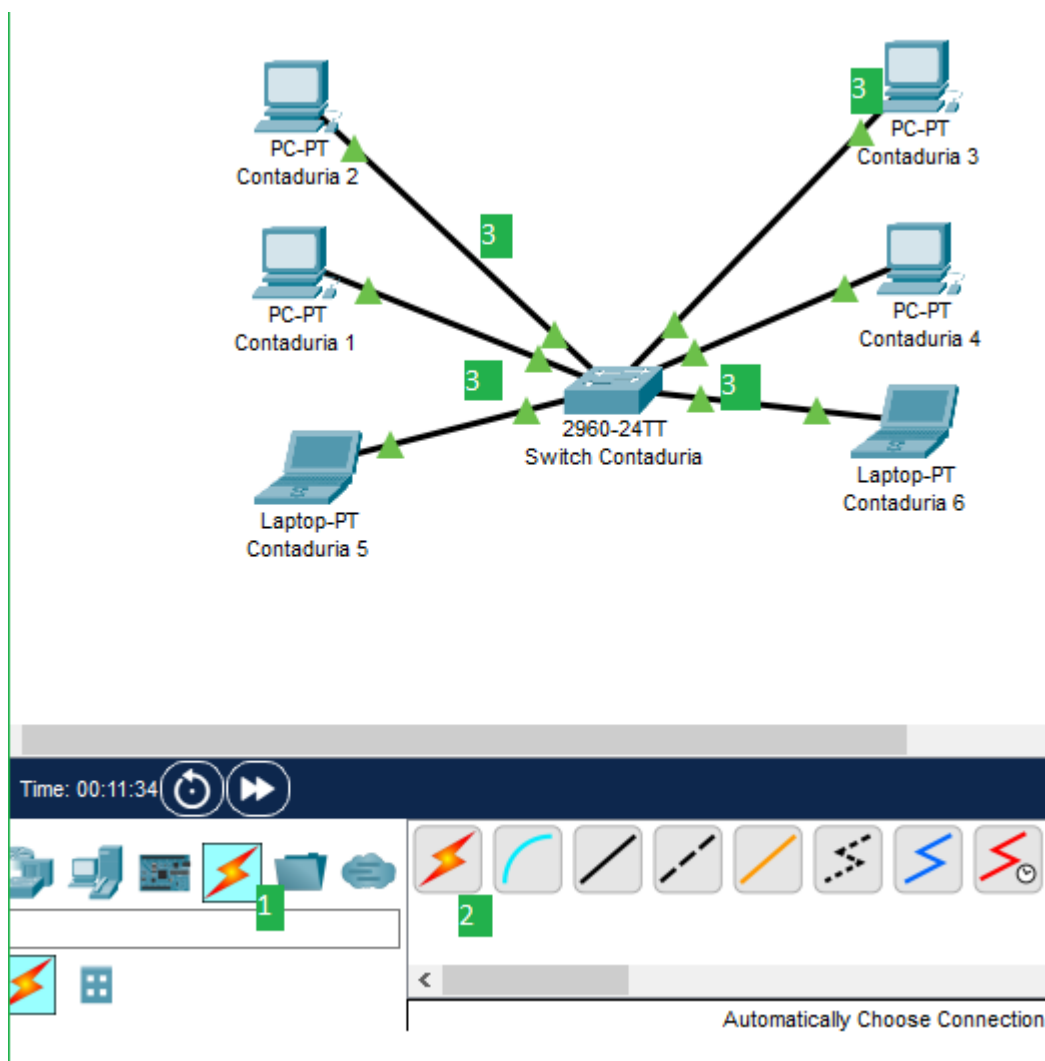 3
PC-PT
Contaduria 3
PC-PT
Contaduria 2
3
PC-PT
Contaduria 1
PC-PT
Contaduria 4
3
3
2960-24TT
Switch Contaduria
Laptop-PT
Contaduria 6
Laptop-PT
Contaduria 5
Time: 00:11:34
1
2
<
Automatically Choose Connection